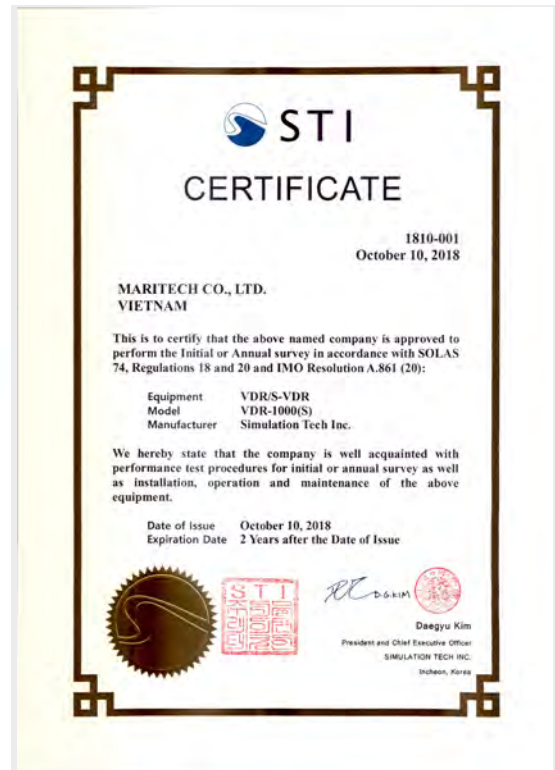 STI
CERTIFICATE
1810-001
October 10, 2018
MARITECH CO., LTD.
VIETNAM
This is to certify that the above named company is approved to
perform the Initial or Annual survey in accordance with SOLAS
74, Regulations 18 and 20 and IMO Resolution A.861 (20):
Equipment VDR/S-VDR
Model VDR-1000(S)
Manufacturer Simulation Tech Inc.
We hereby state that the company is well acquainted with
performance test procedures for initial or annual survey as well
as installation, operation and maintenance of the above
equipment.
Date of Issue October 10, 2018
Expiration Date 2 Years after the Date of Issue
STI
D.G.KIM
Daegyu Kim
President and Chief Executive Officer
SIMULATION TECH INC.
Incheon, Korea